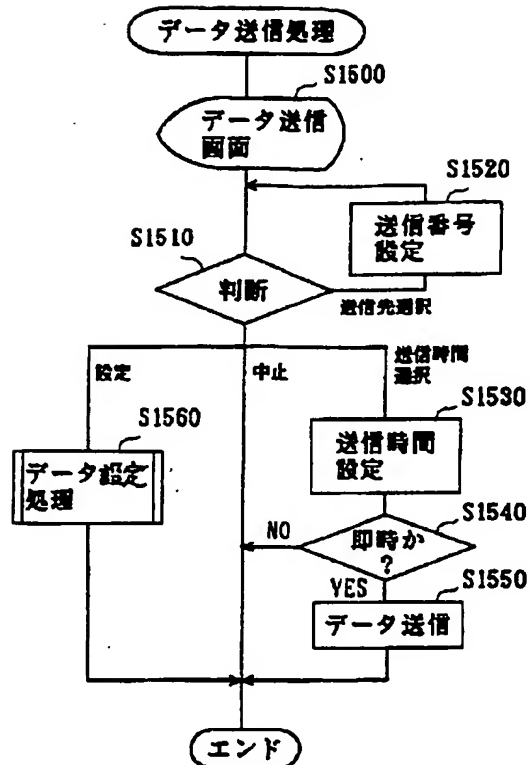 データ送信処理
S1500
データ送信
画面
S1520
送信番号
設定
S1510
判断
送信先選択
設定
中止
送信時間
選択
S1560
データ設定
処理
S1530
送信時間
設定
S1540
即時か
?
NO
YES
S1550
データ送信
エンド